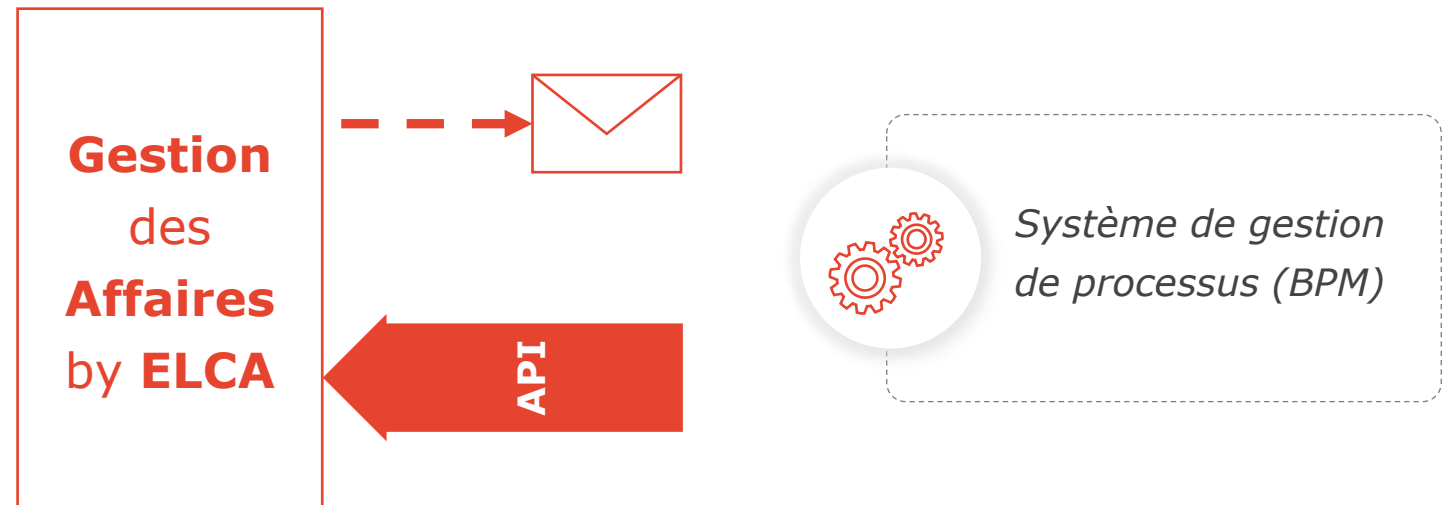 Gestion
des
Affaires
by ELCA
API
Système de gestion
de processus (BPM)